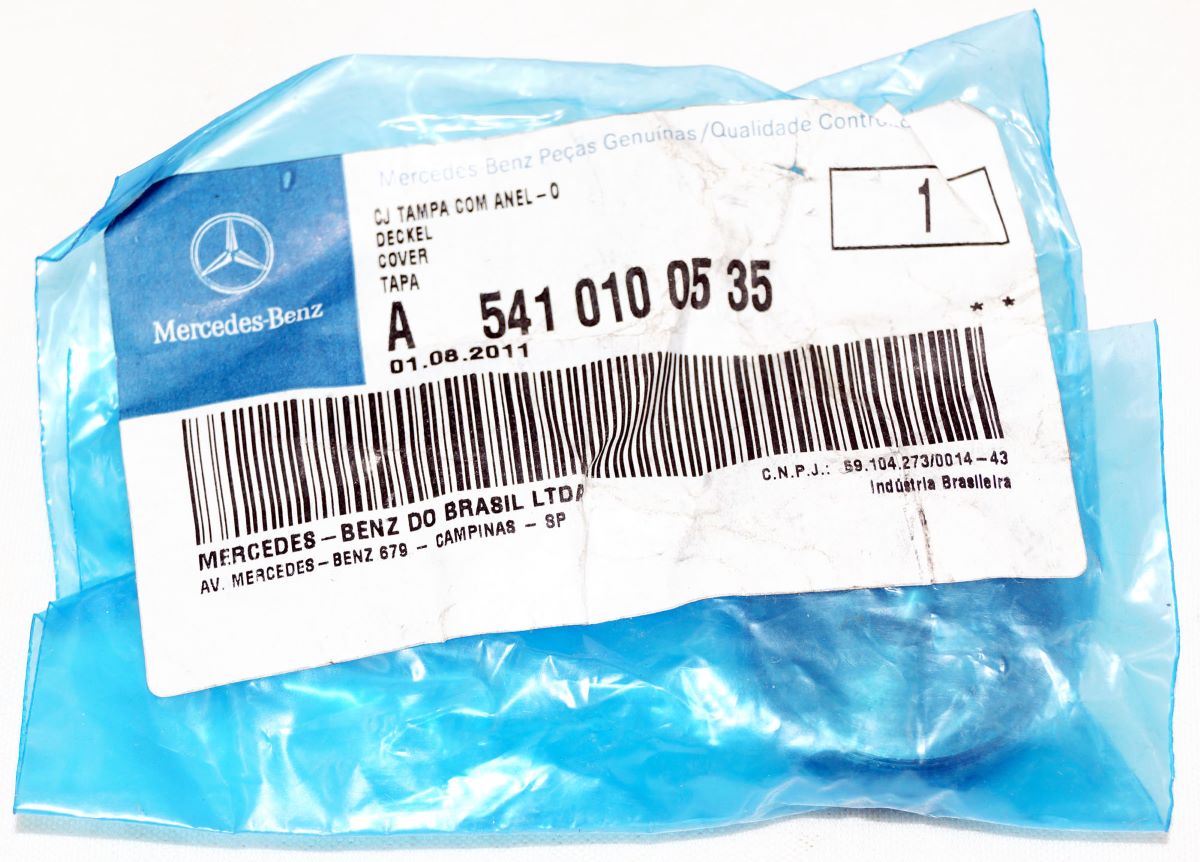 Mercedes Benz Peças Genuínas/Qualidade
Mercedes-Benz
CJ TAMPA COM ANEL-O
DECKEL
COVER
TAPA
1
A 541 010 05 35
* *
01.08.2011
C.N.P.J.: 59.104.273/0014-43
Indústria Brasileira
MERCEDES-BENZ DO BRASIL LTDA
AV. MERCEDES-BENZ 679 - CAMPINAS - SP